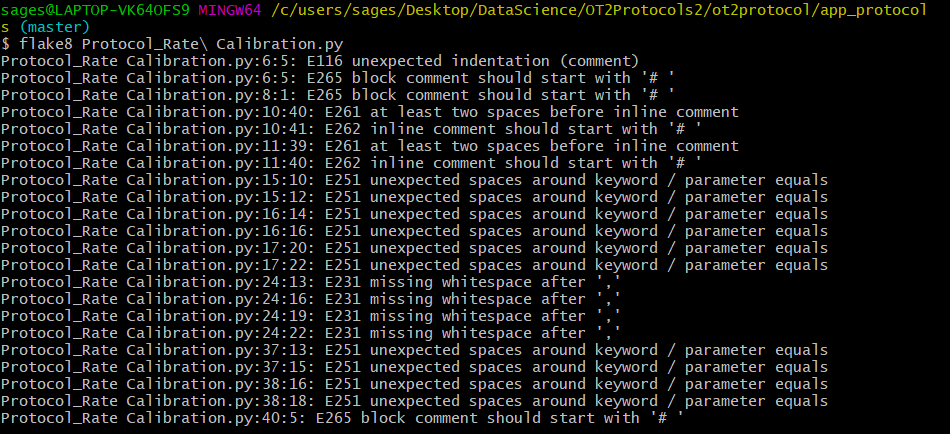 sages@LAPTOP-VK64OFS9 MINGW64 /c/users/sages/Desktop/DataScience/OT2Protocols2/ot2protocol/app_protocol
s (master)
$ flake8 Protocol_Rate\ Calibration.py
Protocol_Rate Calibration.py:6:5: E116 unexpected indentation (comment)
Protocol_Rate Calibration.py:6:5: E265 block comment should start with '# '
Protocol_Rate Calibration.py:8:1: E265 block comment should start with '# '
Protocol_Rate Calibration.py:10:40: E261 at least two spaces before inline comment
Protocol_Rate Calibration.py:10:41: E262 inline comment should start with '# '
Protocol_Rate Calibration.py:11:39: E261 at least two spaces before inline comment
Protocol_Rate Calibration.py:11:40: E262 inline comment should start with '# '
Protocol_Rate Calibration.py:15:10: E251 unexpected spaces around keyword / parameter equals
Protocol_Rate Calibration.py:15:12: E251 unexpected spaces around keyword / parameter equals
Protocol_Rate Calibration.py:16:14: E251 unexpected spaces around keyword / parameter equals
Protocol_Rate Calibration.py:16:16: E251 unexpected spaces around keyword / parameter equals
Protocol_Rate Calibration.py:17:20: E251 unexpected spaces around keyword / parameter equals
Protocol_Rate Calibration.py:17:22: E251 unexpected spaces around keyword / parameter equals
Protocol_Rate Calibration.py:24:13: E231 missing whitespace after ','
Protocol_Rate Calibration.py:24:16: E231 missing whitespace after ','
Protocol_Rate Calibration.py:24:19: E231 missing whitespace after ','
Protocol_Rate Calibration.py:24:22: E231 missing whitespace after ','
Protocol_Rate Calibration.py:37:13: E251 unexpected spaces around keyword / parameter equals
Protocol_Rate Calibration.py:37:15: E251 unexpected spaces around keyword / parameter equals
Protocol_Rate Calibration.py:38:16: E251 unexpected spaces around keyword / parameter equals
Protocol_Rate Calibration.py:38:18: E251 unexpected spaces around keyword / parameter equals
Protocol_Rate Calibration.py:40:5: E265 block comment should start with '# '